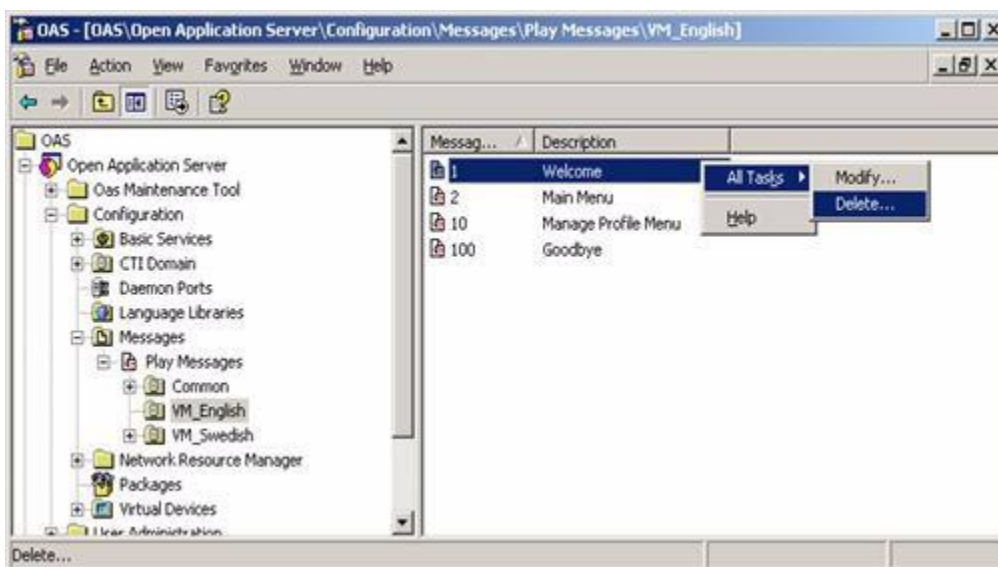 OAS - [OAS\Open Application Server\Configuration\Messages\Play Messages\VM_English]
File Action View Favorites Window Help
OAS
Open Application Server
Oas Maintenance Tool
Configuration
Basic Services
CTI Domain
Daemon Ports
Language Libraries
Messages
Play Messages
Common
VM_English
VM_Swedish
Network Resource Manager
Packages
Virtual Devices
User Administration
Messag... Description
1 Welcome
2 Main Menu
10 Manage Profile Menu
100 Goodbye
All Tasks
Help
Modify...
Delete...
Delete...